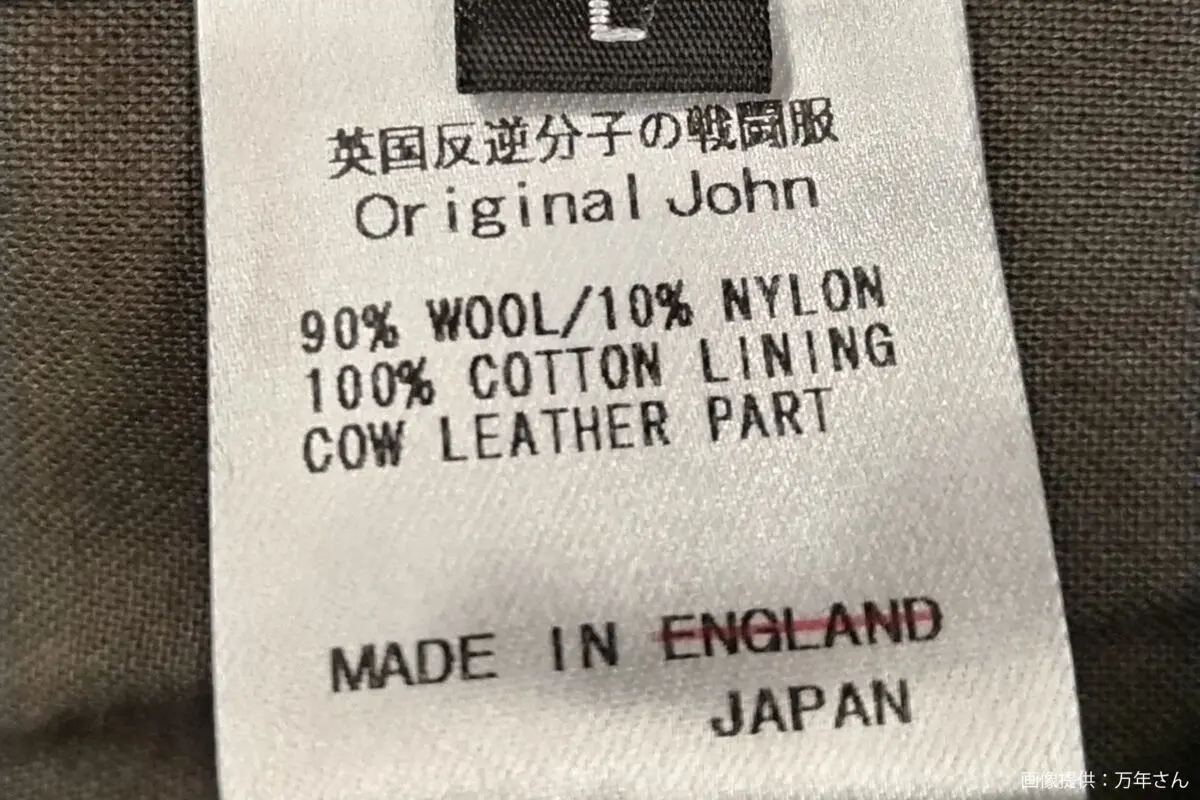 L
英国反逆分子の戦闘服
Original John
90% WOOL/10% NYLON
100% COTTON LINING
COW LEATHER PART
MADE IN ENGLAND
JAPAN
画像提供：万年さん